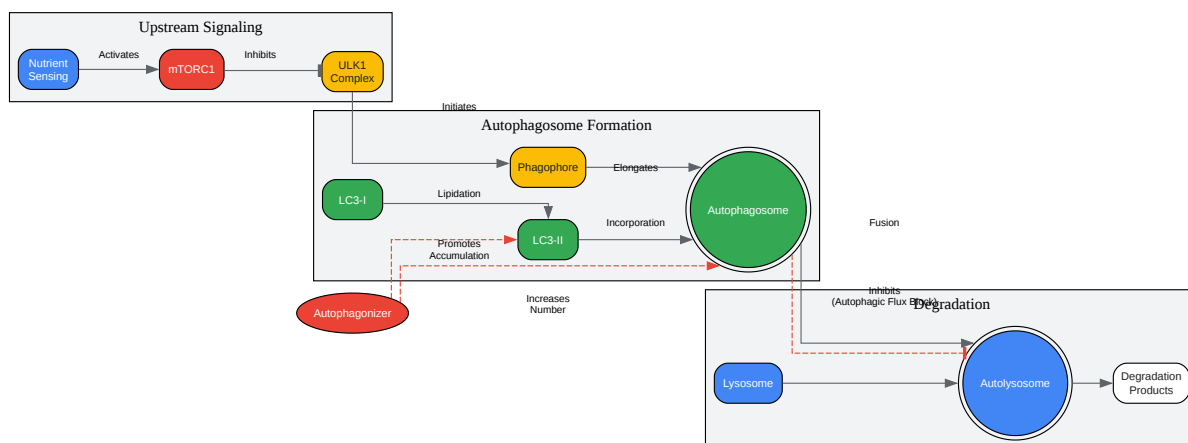 Upstream Signaling
Nutrient
Sensing
Activates
mTORC1
Inhibits
ULK1
Complex
Initiates
Autophagosome Formation
Phagophore
Elongates
Autophagosome
LC3-I
Lipidation
LC3-II
Incorporation
Promotes
Accumulation
Fusion
Autophagonizer
Increases
Number
Inhibits
(Autophagic Flux Block)
Degradation
Lysosome
Autolysosome
Degradation
Products